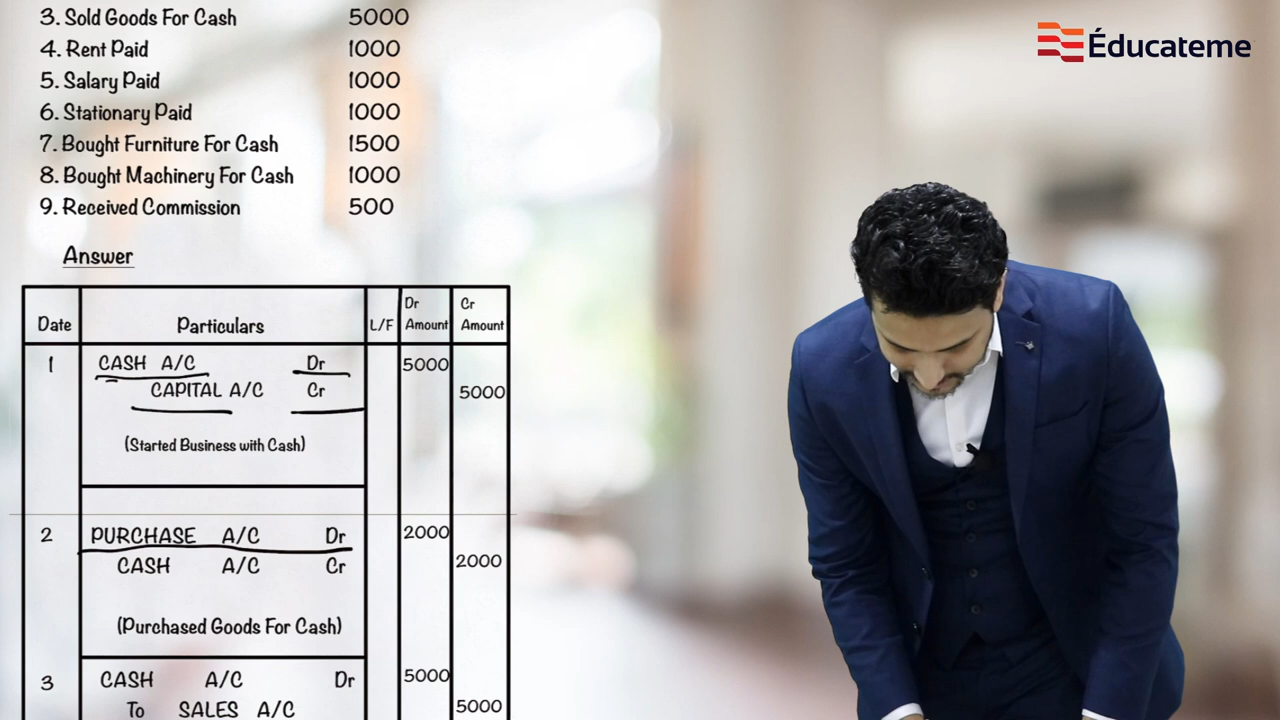 3. Sold Goods For Cash 5000
4. Rent Paid 1000
5. Salary Paid 1000
6. Stationary Paid 1000
7. Bought Furniture For Cash 1500
8. Bought Machinery For Cash 1000
9. Received Commission 500
Éducateme
Answer
Date Particulars L/F Dr Amount Cr Amount
1 CASH A/C Dr 5000
CAPITAL A/C Cr 5000
(Started Business with Cash)
2 PURCHASE A/C Dr 2000
CASH A/C Cr 2000
(Purchased Goods For Cash)
3 CASH A/C Dr 5000
To SALES A/C 5000